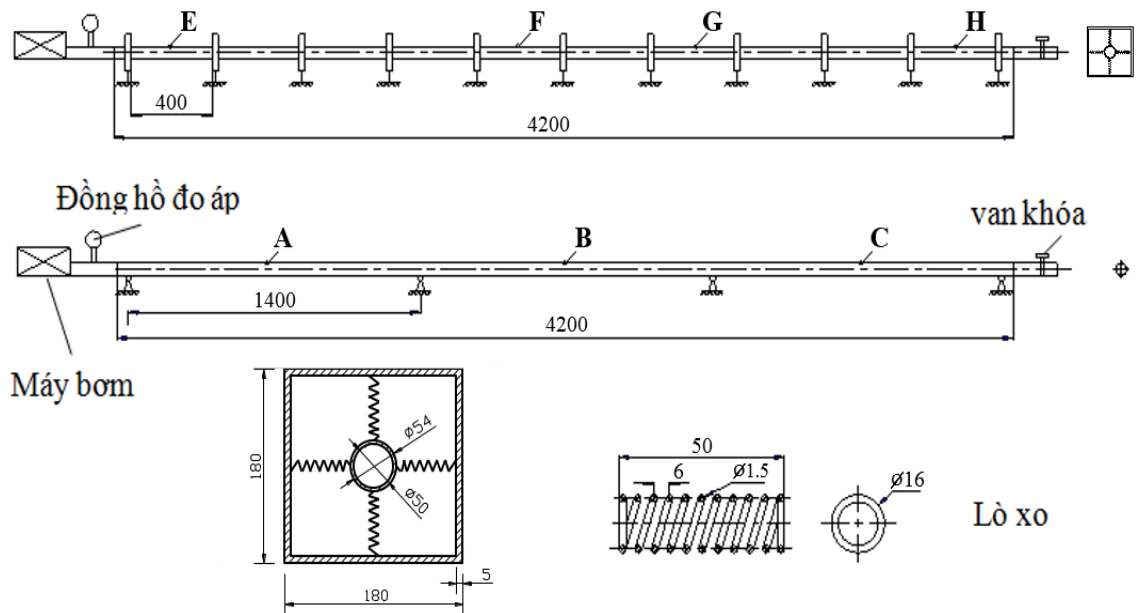 E F G H
400
4200
Đồng hồ đo áp
van khóa
A B C
1400
4200
Máy bơm
180
ø54
ø50
5
180
50
6
ø1.5
ø16
Lò xo